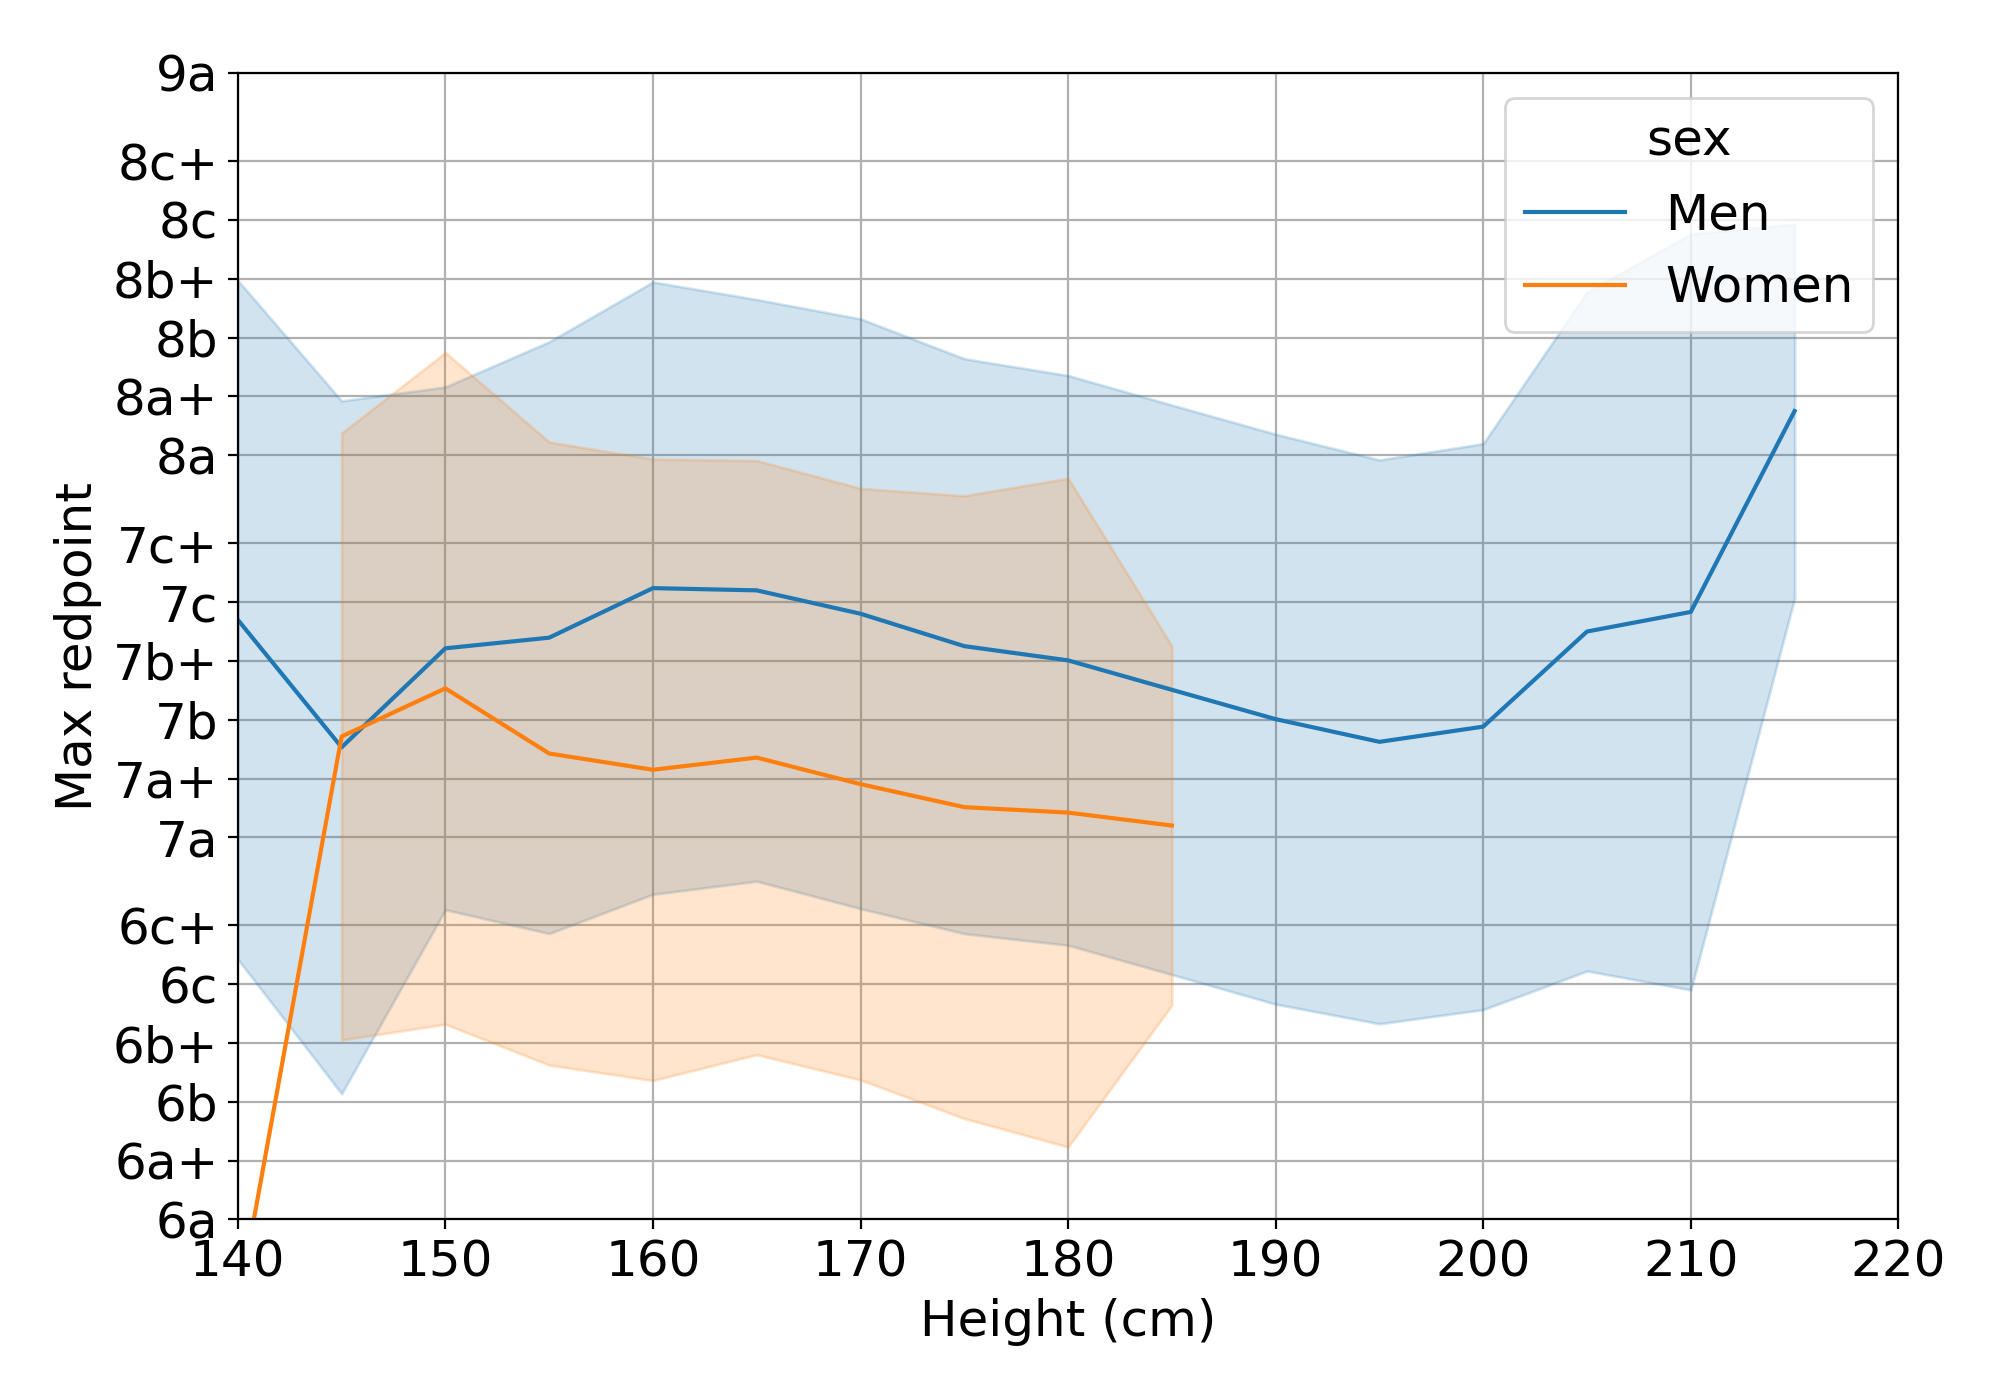 9a
8c+
8c
8b+
8b
8a+
8a
7c+
7c
7b+
7b
7a+
7a
6c+
6c
6b+
6b
6a+
6a
Max redpoint
sex
Men
Women
140 150 160 170 180 190 200 210 220
Height (cm)